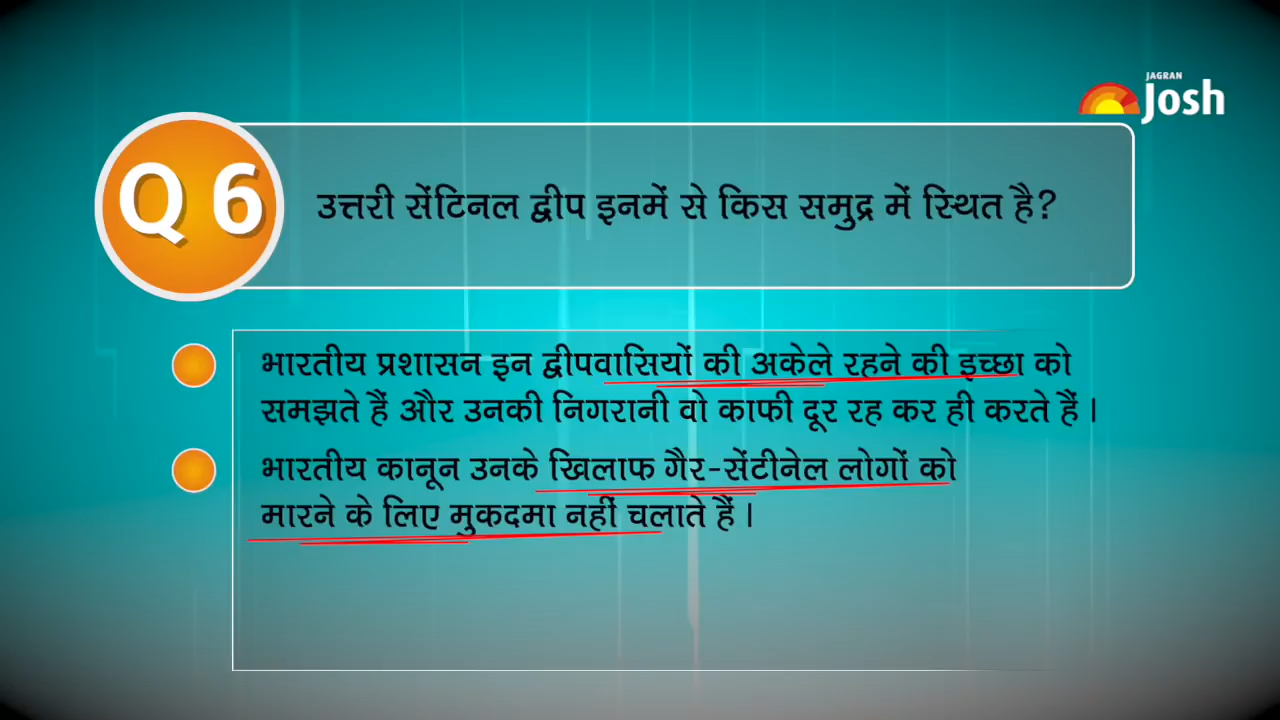 JAGRAN
Josh
Q 6
उत्तरी सेंटिनल द्वीप इनमें से किस समुद्र में स्थित है?
भारतीय प्रशासन इन द्वीपवासियों की अकेले रहने की इच्छा को
समझते हैं और उनकी निगरानी वो काफी दूर रह कर ही करते हैं।
भारतीय कानून उनके खिलाफ गैर-सेंटीनेल लोगों को
मारने के लिए मुकदमा नहीं चलाते हैं।